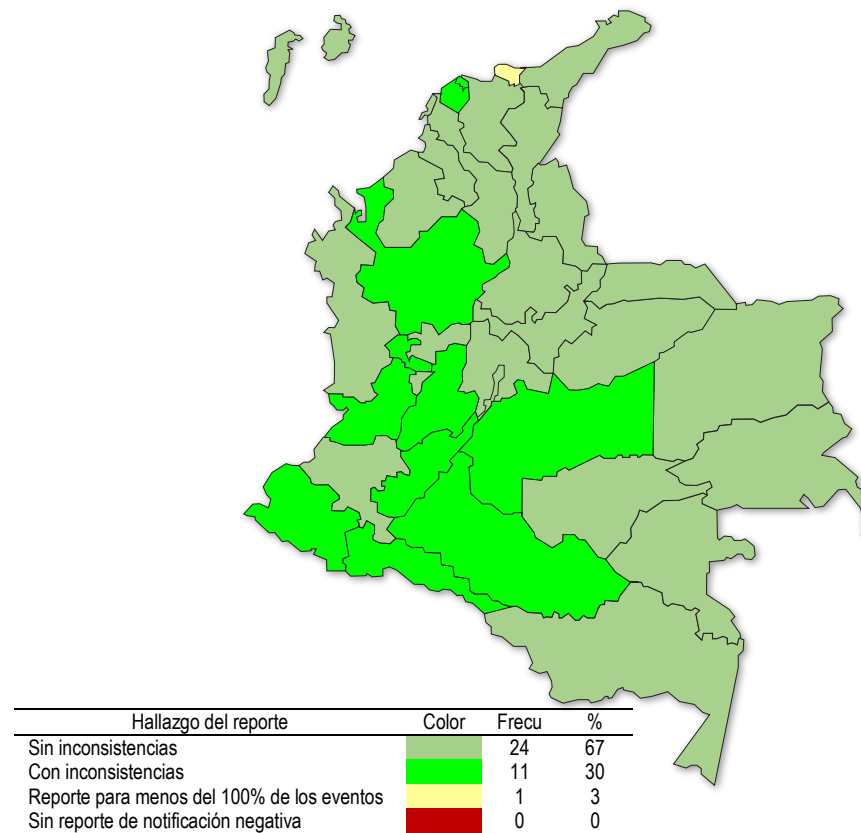 Hallazgo del reporte Color Frecu %
Sin inconsistencias 24 67
Con inconsistencias 11 30
Reporte para menos del 100% de los eventos 1 3
Sin reporte de notificación negativa 0 0